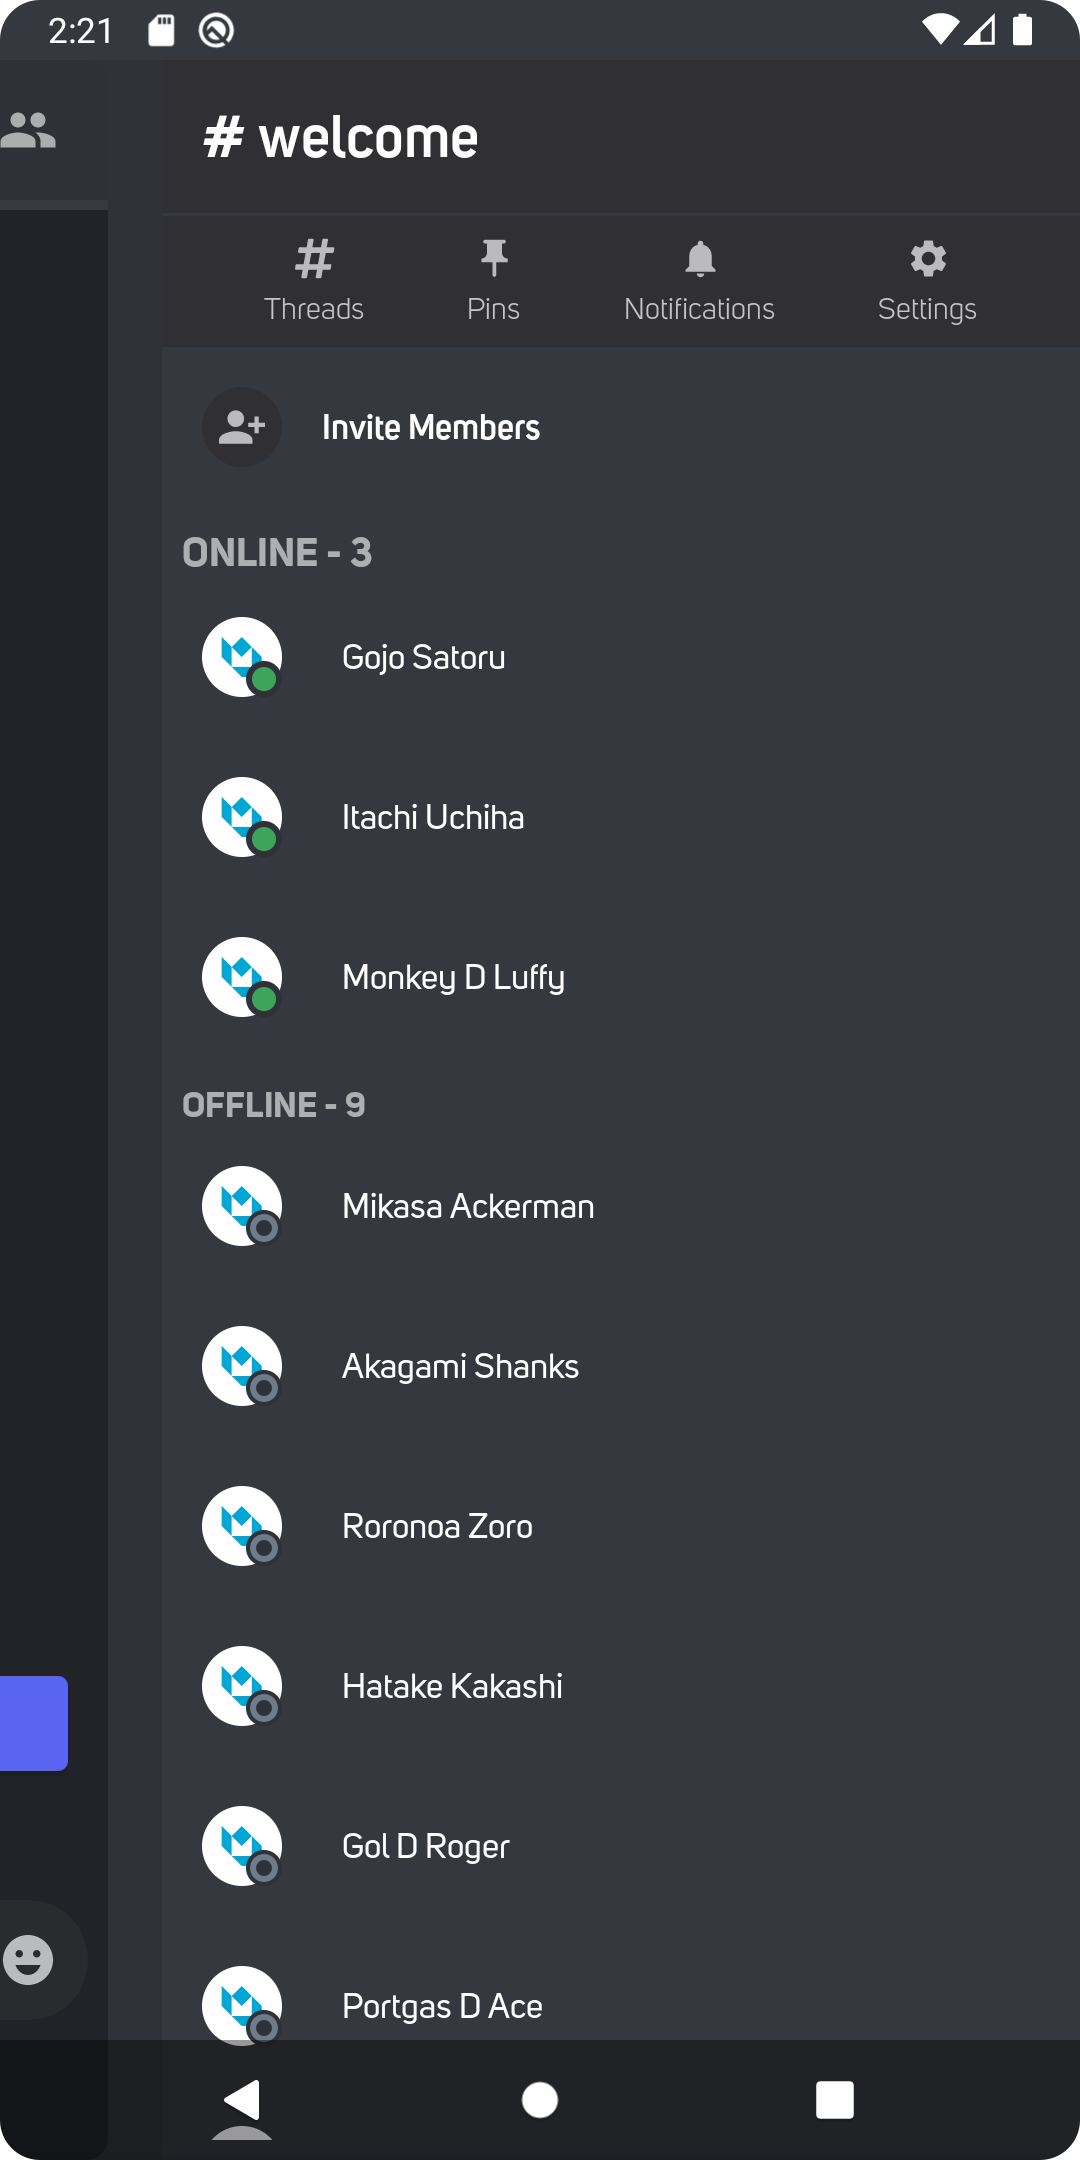 2:21
# welcome
Threads
Pins
Notifications
Settings
Invite Members
ONLINE - 3
Gojo Satoru
Itachi Uchiha
Monkey D Luffy
OFFLINE - 9
Mikasa Ackerman
Akagami Shanks
Roronoa Zoro
Hatake Kakashi
Gol D Roger
Portgas D Ace